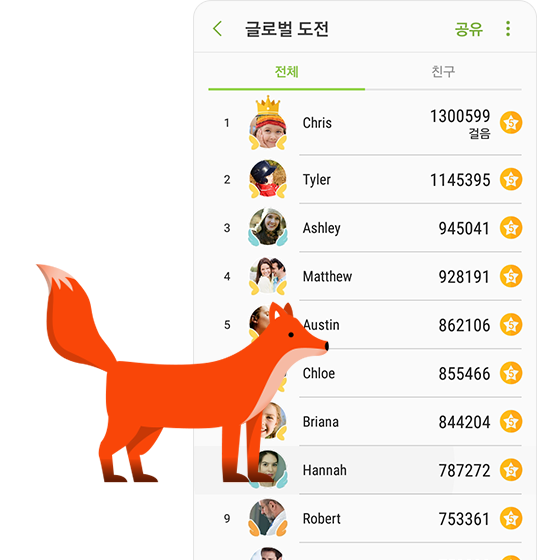 글로벌 도전 공유
전체 친구
1 Chris 1300599
걸음
2 Tyler 1145395
3 Ashley 945041
4 Matthew 928191
5 Austin 862106
Chloe 855466
Briana 844204
Hannah 787272
9 Robert 753361